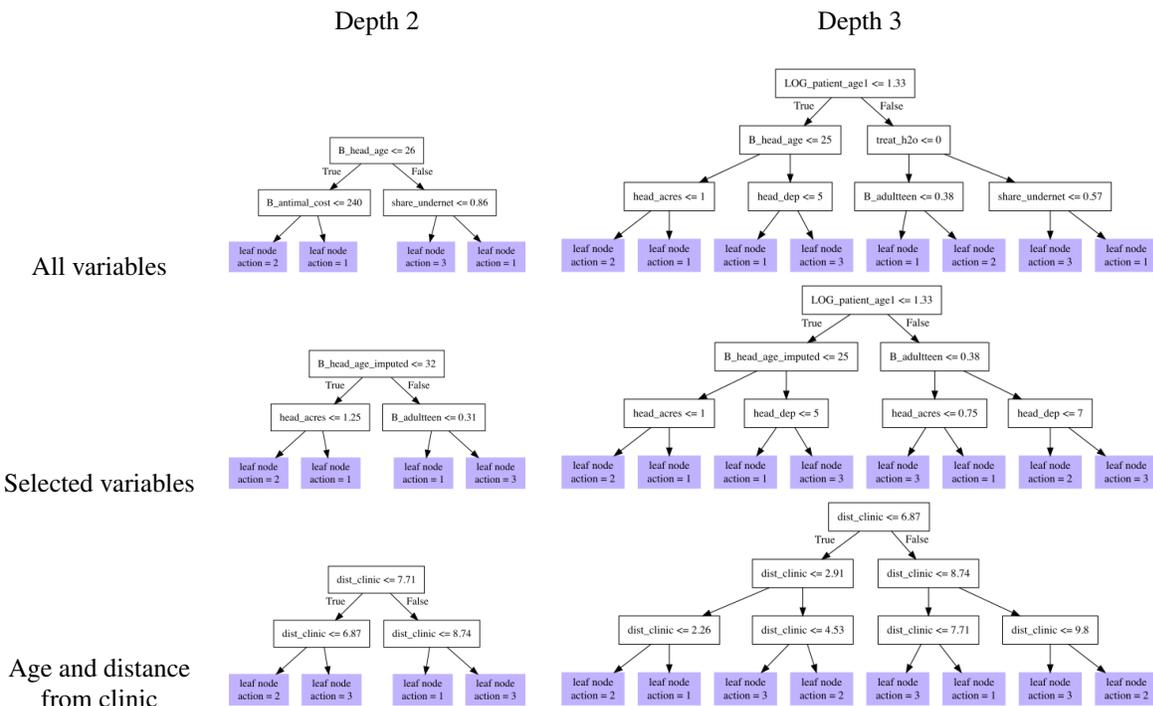 Depth 2
Depth 3
All variables
B_head_age <= 26
True
False
B_antimal_cost <= 240
share_undernet <= 0.86
leaf node
action = 2
leaf node
action = 1
leaf node
action = 3
leaf node
action = 1
LOG_patient_age1 <= 1.33
True
False
B_head_age <= 25
treat_h2o <= 0
head_acres <= 1
head_dep <= 5
B_adultteen <= 0.38
share_undernet <= 0.57
leaf node
action = 2
leaf node
action = 1
leaf node
action = 1
leaf node
action = 3
leaf node
action = 1
leaf node
action = 2
leaf node
action = 3
leaf node
action = 1
Selected variables
B_head_age_imputed <= 32
True
False
head_acres <= 1.25
B_adultteen <= 0.31
leaf node
action = 2
leaf node
action = 1
leaf node
action = 1
leaf node
action = 3
LOG_patient_age1 <= 1.33
True
False
B_head_age_imputed <= 25
B_adultteen <= 0.38
head_acres <= 1
head_dep <= 5
head_acres <= 0.75
head_dep <= 7
leaf node
action = 2
leaf node
action = 1
leaf node
action = 1
leaf node
action = 3
leaf node
action = 3
leaf node
action = 1
leaf node
action = 2
leaf node
action = 3
Age and distance
from clinic
dist_clinic <= 7.71
True
False
dist_clinic <= 6.87
dist_clinic <= 8.74
leaf node
action = 2
leaf node
action = 3
leaf node
action = 1
leaf node
action = 3
dist_clinic <= 6.87
True
False
dist_clinic <= 2.91
dist_clinic <= 8.74
dist_clinic <= 2.26
dist_clinic <= 4.53
dist_clinic <= 7.71
dist_clinic <= 9.8
leaf node
action = 2
leaf node
action = 1
leaf node
action = 3
leaf node
action = 2
leaf node
action = 3
leaf node
action = 1
leaf node
action = 3
leaf node
action = 2